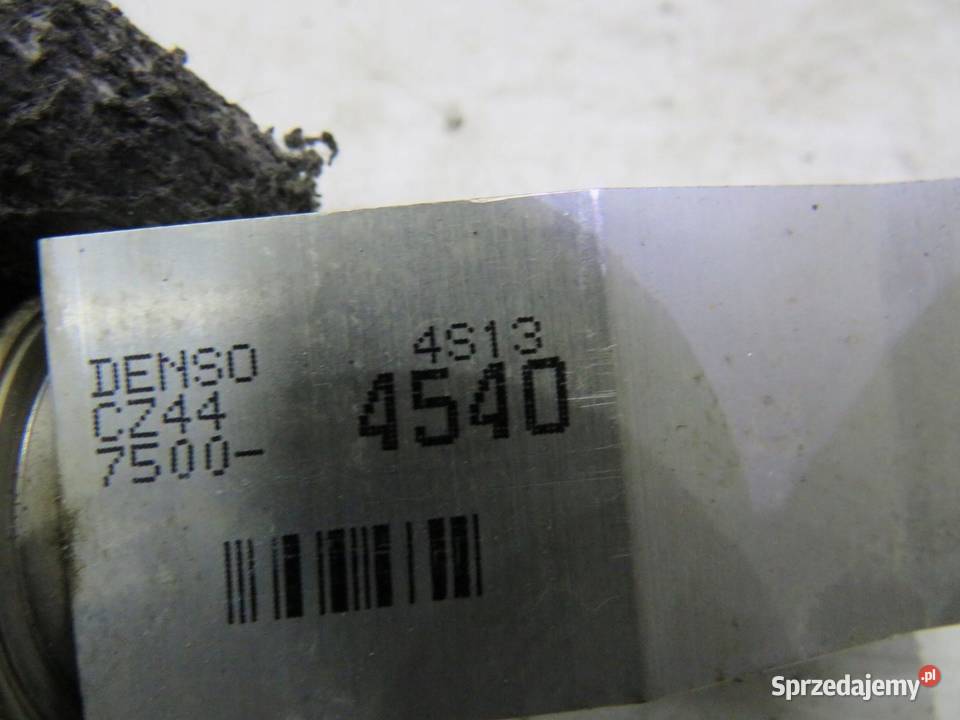 DENSO
CZ44
7500-
4S13
4540
Sprzedajemy.pl